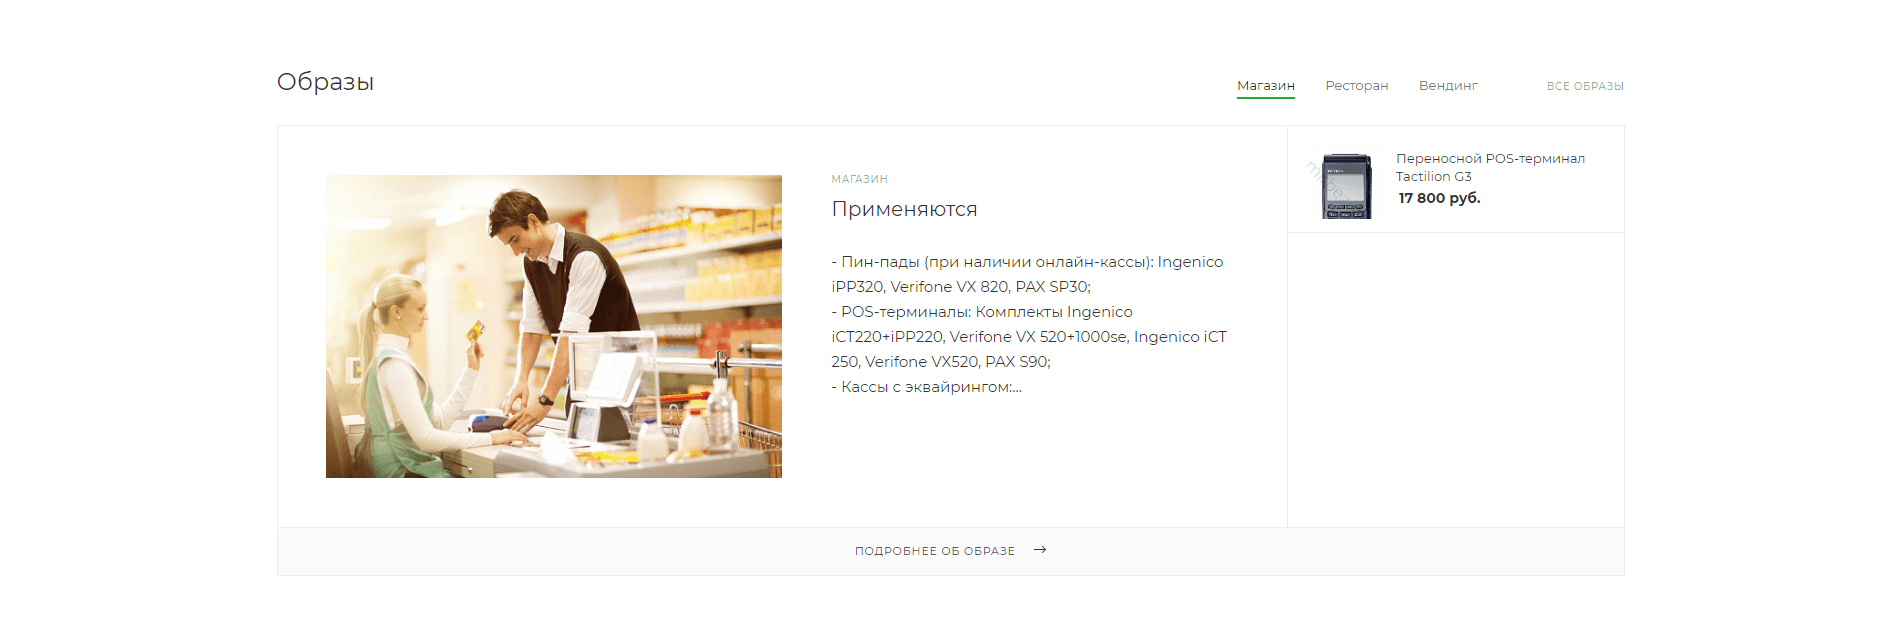 Образы
Магазин
Ресторан
Вендинг
ВСЕ ОБРАЗЫ
МАГАЗИН
Применяются
- Пин-пады (при наличии онлайн-кассы): Ingenico
iPP320, Verifone VX 820, PAX SP30;
- POS-терминалы: Комплекты Ingenico
iCT220+iPP220, Verifone VX 520+1000se, Ingenico iCT
250, Verifone VX520, PAX S90;
- Кассы с эквайрингом:...
Переносной POS-терминал
Tactilion G3
17 800 руб.
ПОДРОБНЕЕ ОБ ОБРАЗЕ →